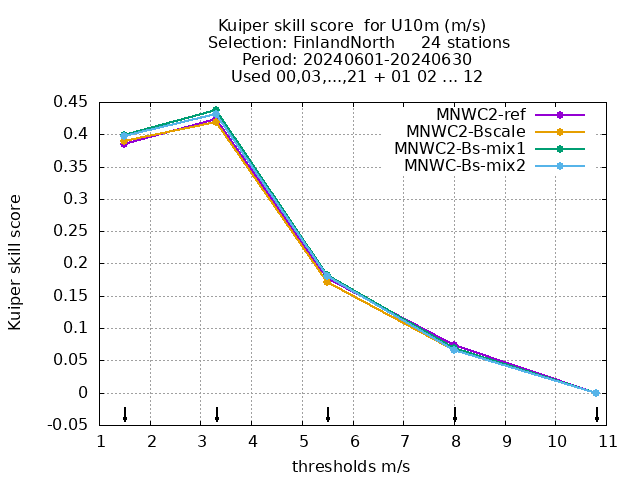 Kuiper skill score  for U10m (m/s)
Selection: FinlandNorth     24 stations
Period: 20240601-20240630
Used 00,03,...,21 + 01 02 ... 12
MNWC2-ref
MNWC2-Bscale
MNWC2-Bs-mix1
MNWC-Bs-mix2
Kuiper skill score
0.45
0.4
0.35
0.3
0.25
0.2
0.15
0.1
0.05
0
-0.05
1 2 3 4 5 6 7 8 9 10 11
thresholds m/s